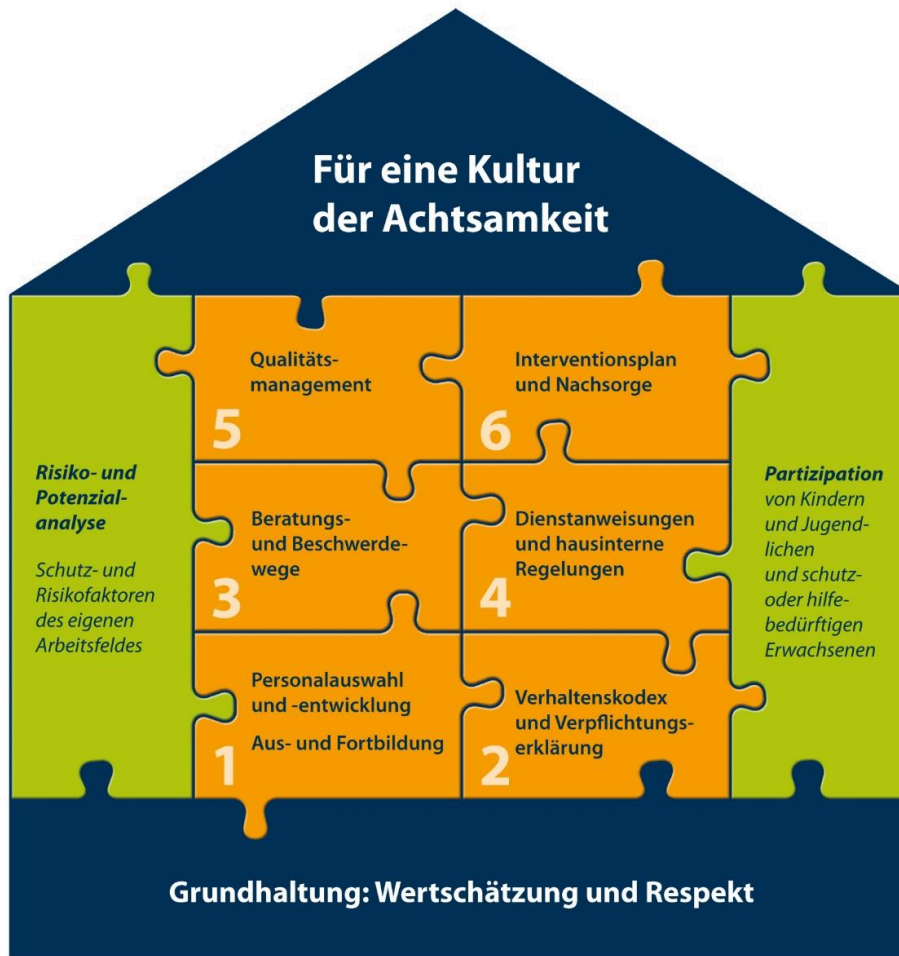 Für eine Kultur
der Achtsamkeit
Risiko- und
Potenzial-
analyse
Schutz- und
Risikofaktoren
des eigenen
Arbeitsfeldes
Qualitäts-
management
5
Interventionsplan
und Nachsorge
6
Beratungs-
und Beschwerde-
wege
3
Dienstanweisungen
und hausinterne
Regelungen
4
Personalauswahl
und -entwicklung
Aus- und Fortbildung
1
Verhaltenskodex
und Verpflichtungs-
erklärung
2
Partizipation
von Kindern
und Jugend-
lichen
und schutz-
oder hilfe-
bedürftigen
Erwachsenen
Grundhaltung: Wertschätzung und Respekt